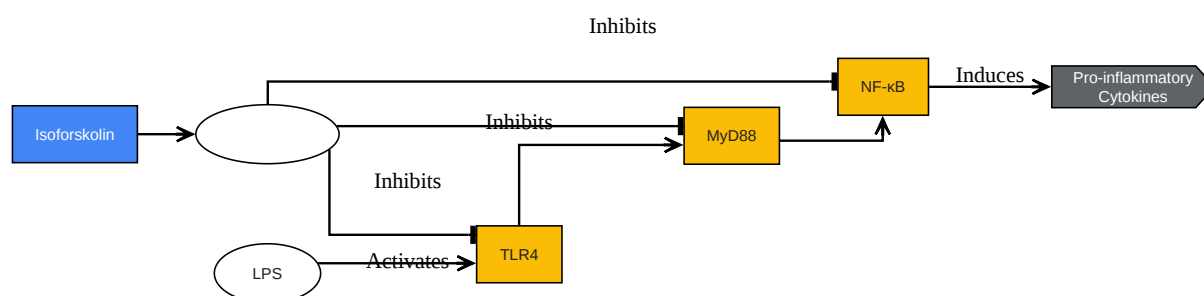 Inhibits
NF-κB
Induces
Pro-inflammatory
Cytokines
Isoforskolin
Inhibits
MyD88
Inhibits
TLR4
Activates
LPS